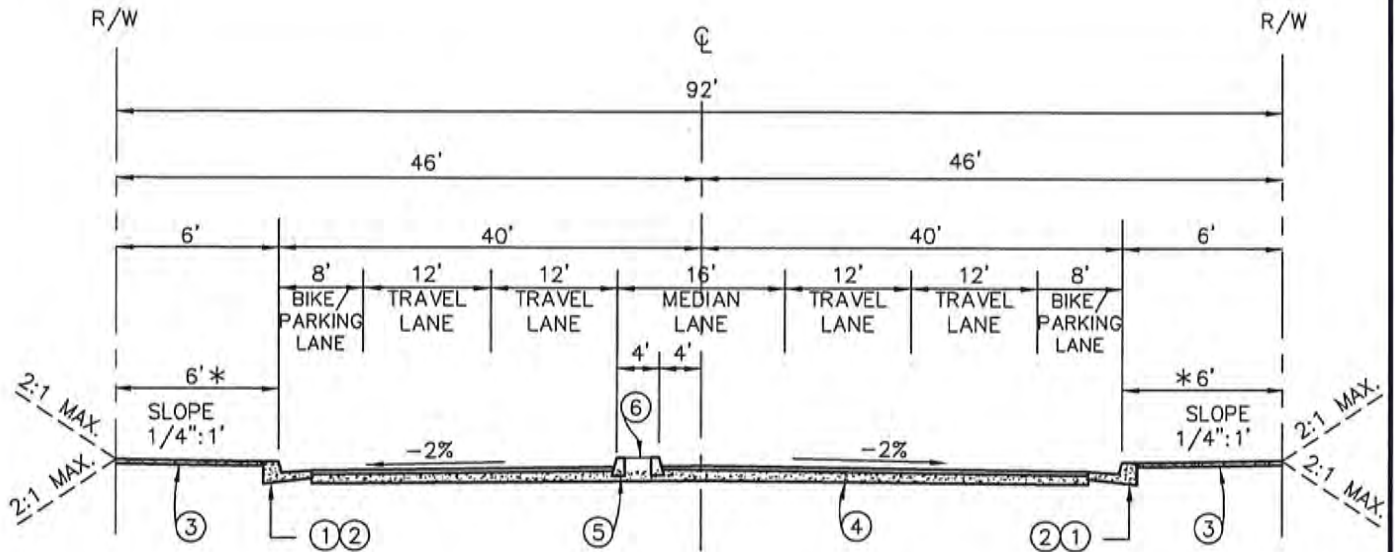 R/W
R/W
℄
92'
46' 46'
6' 40' 40' 6'
8' 12' 12' 16' 12' 12' 8'
BIKE/ TRAVEL TRAVEL MEDIAN TRAVEL TRAVEL BIKE/
PARKING LANE LANE LANE LANE LANE PARKING
LANE LANE
4' 4'
6'* *6'
2:1 MAX. SLOPE 6 SLOPE 2:1 MAX.
1/4":1' 1/4":1'
2:1 MAX. -2% -2% 2:1 MAX.
3 1 2 5 4 2 1 3